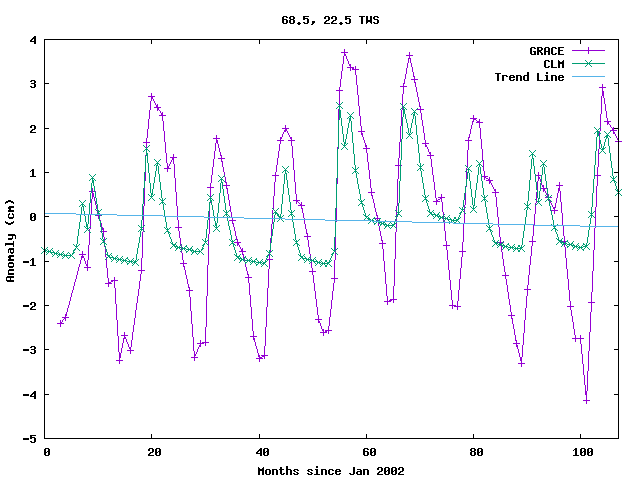 68.5, 22.5 TWS
GRACE
CLM
Trend Line
4
3
2
1
0
-1
-2
-3
-4
-5
Anomaly (cm)
0 20 40 60 80 100
Months since Jan 2002